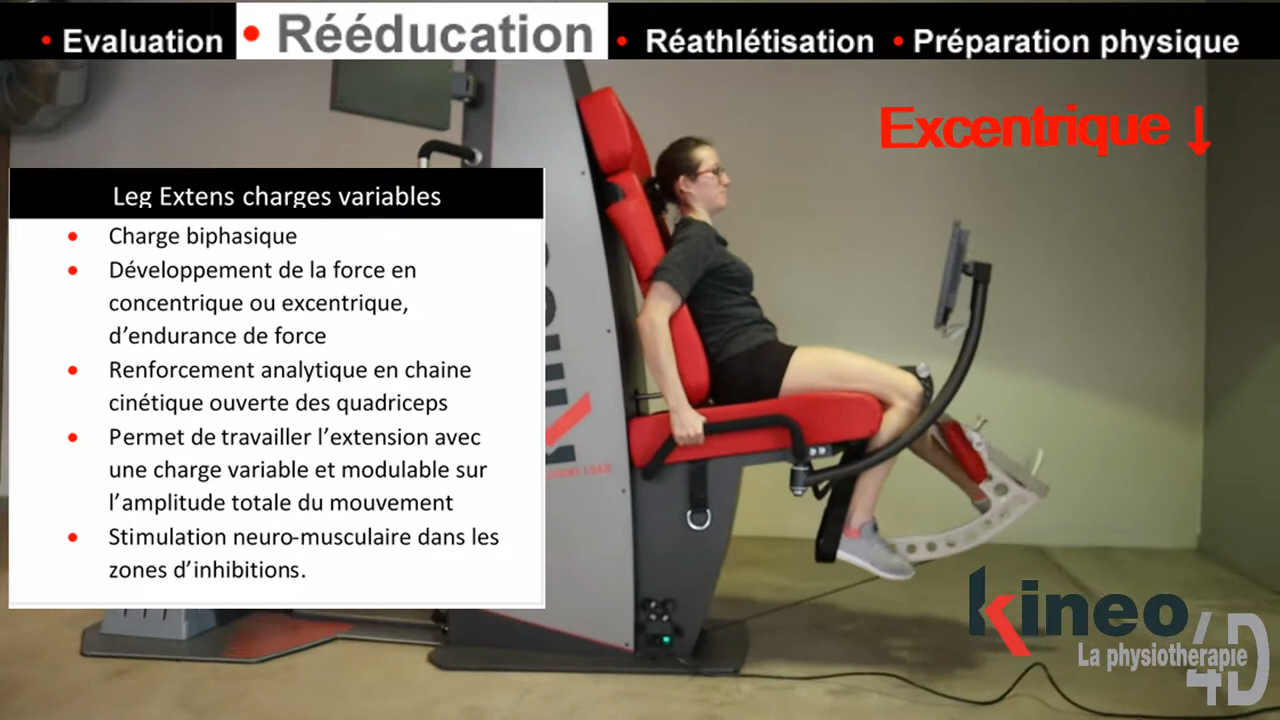 • Evaluation • Rééducation • Réathlétisation • Préparation physique
Excentrique ↓
Leg Extens charges variables
• Charge biphasique
• Développement de la force en
concentrique ou excentrique,
d’endurance de force
• Renforcement analytique en chaine
cinétique ouverte des quadriceps
• Permet de travailler l’extension avec
une charge variable et modulable sur
l’amplitude totale du mouvement
• Stimulation neuro-musculaire dans les
zones d’inhibitions.
LOAD
kineo
La physiothérapie
4D